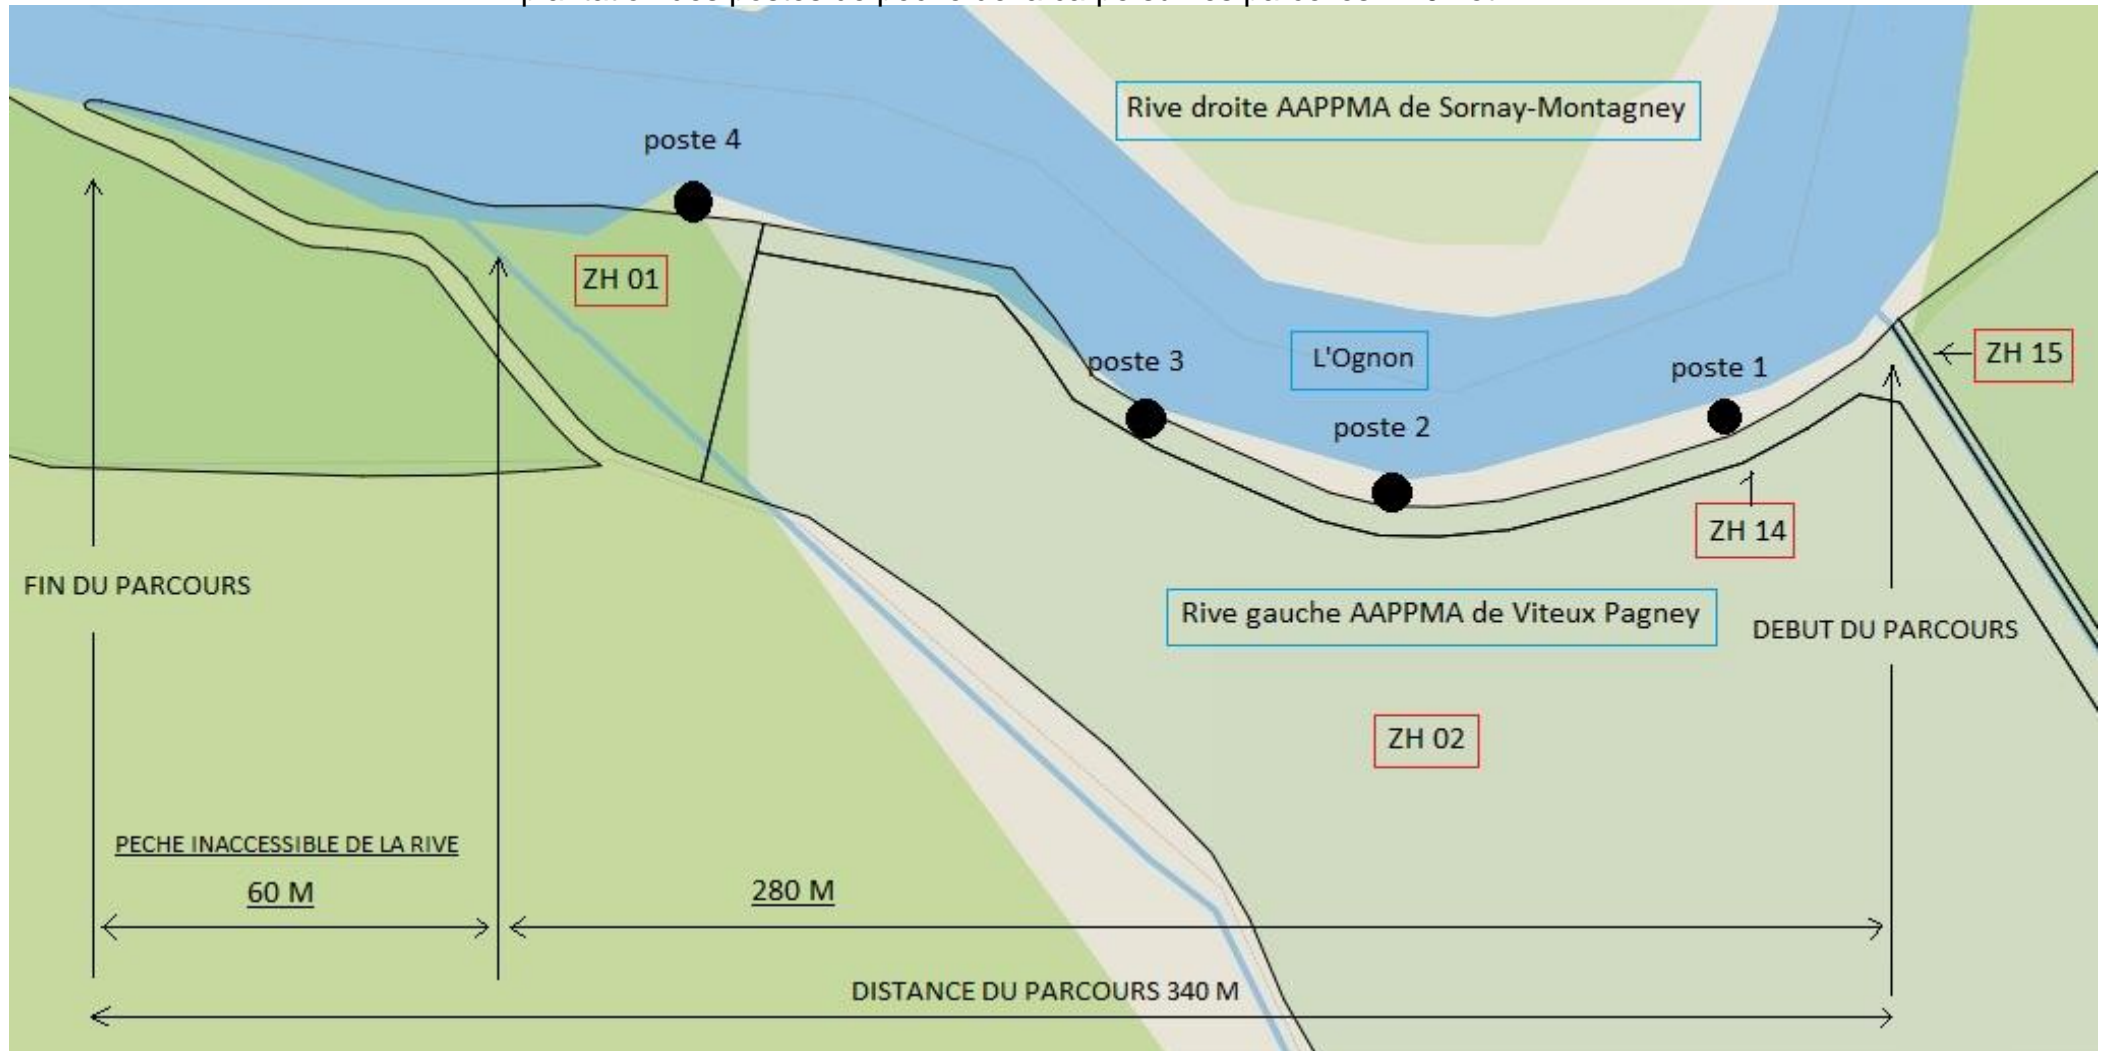 Rive droite AAPPMA de Sornay-Montagney
poste 4
ZH 01
poste 3
L'Ognon
poste 1
ZH 15
poste 2
ZH 14
FIN DU PARCOURS
Rive gauche AAPPMA de Viteux Pagney
DEBUT DU PARCOURS
ZH 02
PECHE INACCESSIBLE DE LA RIVE
60 M
280 M
DISTANCE DU PARCOURS 340 M